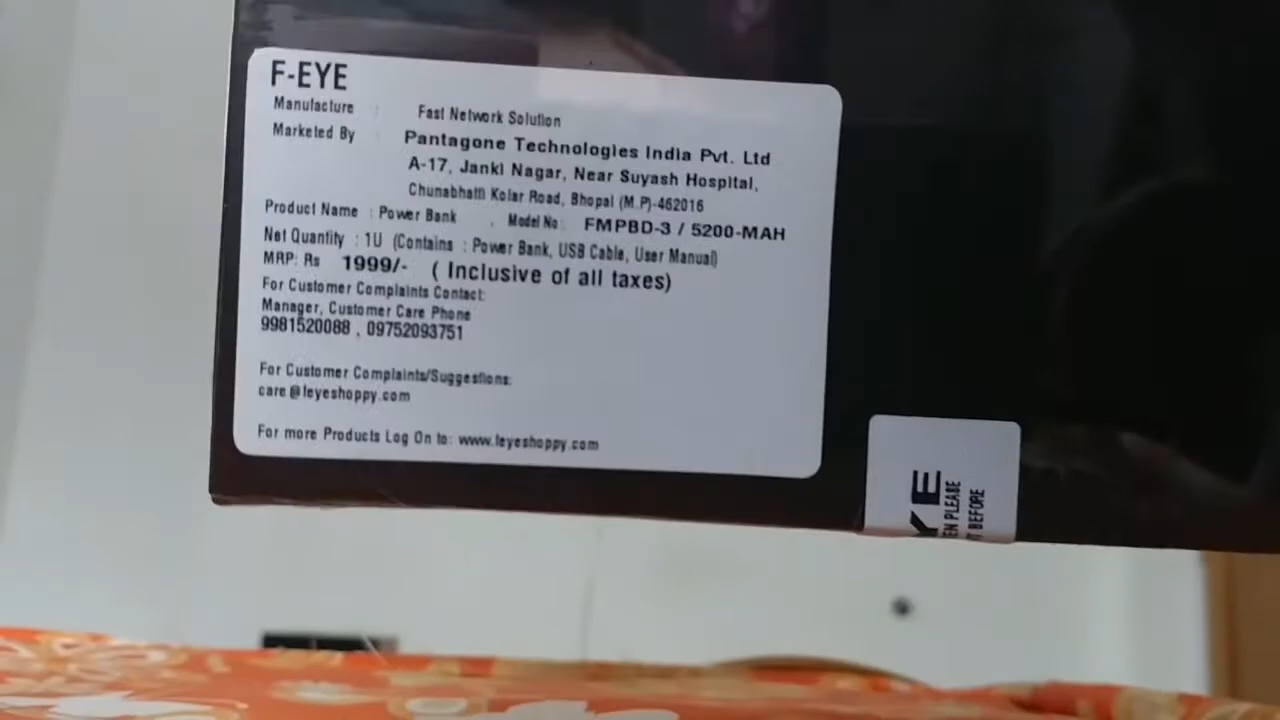 F-EYE
Manufacture : Fast Network Solution
Marketed By : Pantagone Technologies India Pvt. Ltd
A-17, Janki Nagar, Near Suyash Hospital,
Chunabhatti Kolar Road, Bhopal (M.P)-462016
Product Name : Power Bank , Model No : FMPBD-3 / 5200-MAH
Net Quantity : 1U (Contains : Power Bank, USB Cable, User Manual)
MRP: Rs 1999/- ( Inclusive of all taxes)
For Customer Complaints Contact:
Manager, Customer Care Phone
9981520088 , 09752093751
For Customer Complaints/Suggestions:
care@feyeshoppy.com
For more Products Log On to: www.feyeshoppy.com
YE
EN PLEASE
T BEFOPE